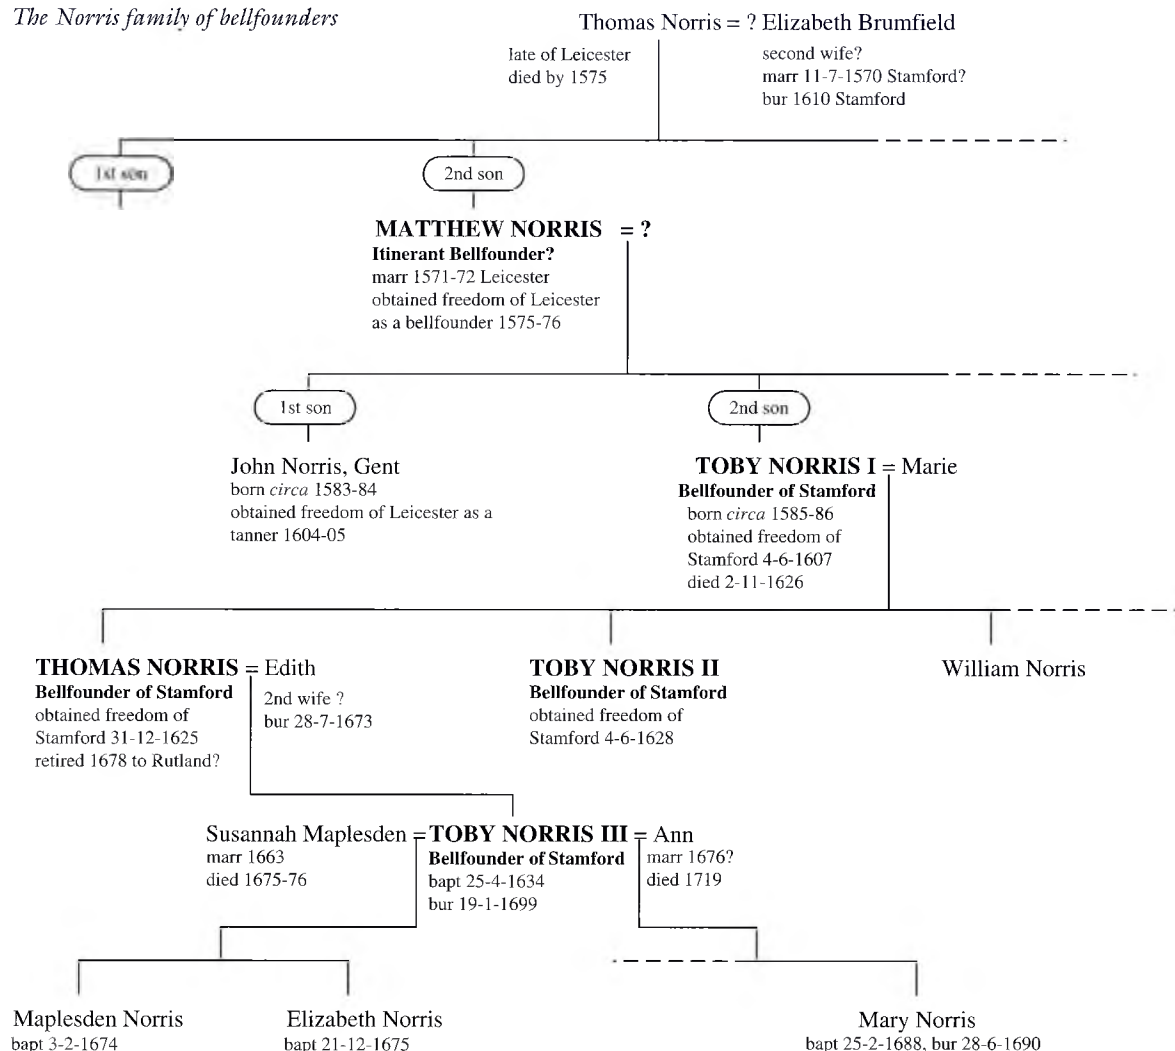 The Norris family of bellfounders
Thomas Norris = ? Elizabeth Brumfield
late of Leicester
died by 1575
second wife?
marr 11-7-1570 Stamford?
bur 1610 Stamford
1st son
2nd son
MATTHEW NORRIS = ?
Itinerant Bellfounder?
marr 1571-72 Leicester
obtained freedom of Leicester
as a bellfounder 1575-76
1st son
2nd son
John Norris, Gent
born circa 1583-84
obtained freedom of Leicester as a
tanner 1604-05
TOBY NORRIS I = Marie
Bellfounder of Stamford
born circa 1585-86
obtained freedom of
Stamford 4-6-1607
died 2-11-1626
THOMAS NORRIS = Edith
Bellfounder of Stamford
obtained freedom of
Stamford 31-12-1625
retired 1678 to Rutland?
2nd wife ?
bur 28-7-1673
TOBY NORRIS II
Bellfounder of Stamford
obtained freedom of
Stamford 4-6-1628
William Norris
Susannah Maplesden = TOBY NORRIS III = Ann
marr 1663
died 1675-76
Bellfounder of Stamford
bapt 25-4-1634
bur 19-1-1699
marr 1676?
died 1719
Maplesden Norris
bapt 3-2-1674
Elizabeth Norris
bapt 21-12-1675
Mary Norris
bapt 25-2-1688, bur 28-6-1690